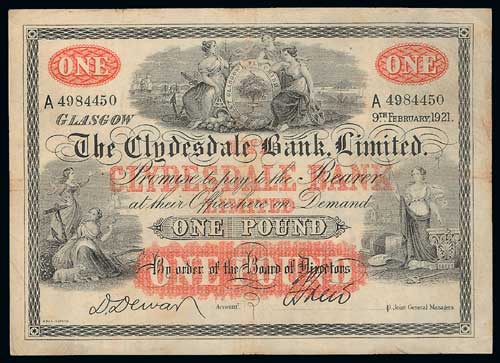 ONE ONE
A 4984450 A 4984450
GLASGOW 9TH FEBRUARY, 1921.
The Clydesdale Bank, Limited.
CLYDESDALE BANK
Promise to pay to the Bearer
at their Office here on Demand
LIMITED
ONE POUND
ONE POUND
By order of the Board of Directors
D. Dewar Accountt. p. Joint General Managers